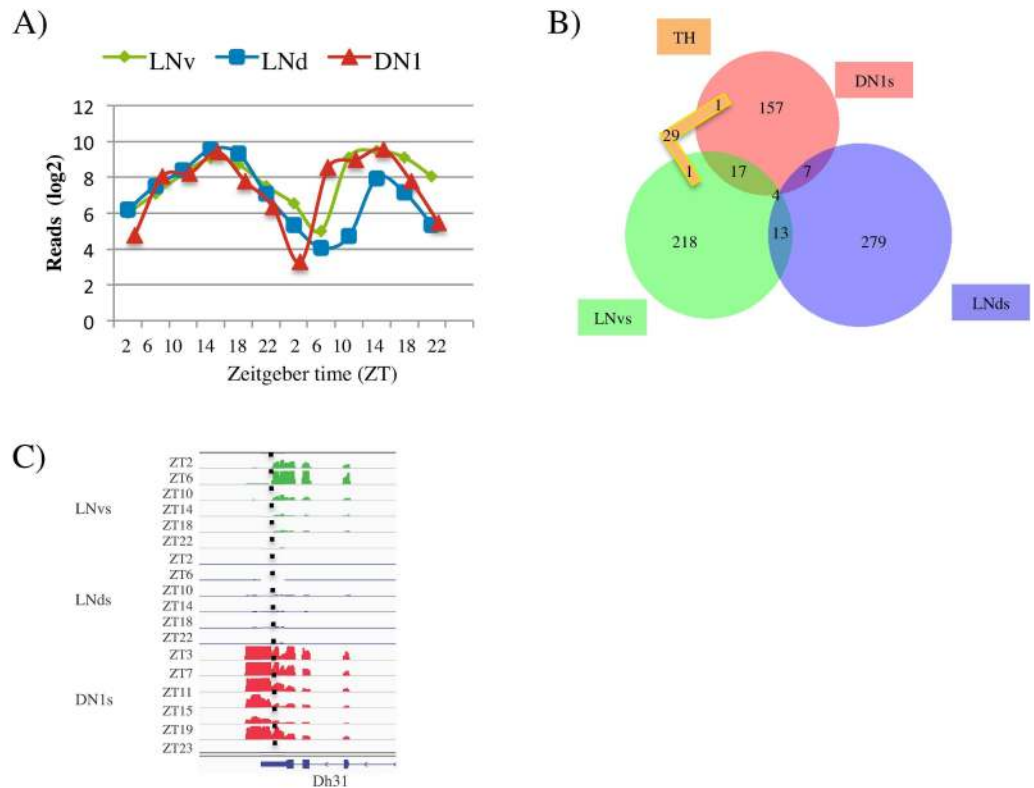 A)
LNv LNd DN1
12
10
8
6
4
2
0
Reads (log2)
2 6 10 14 18 22 2 6 10 14 18 22
Zeitgeber time (ZT)
B)
TH
DN1s
1
157
29
1
17
7
4
218
13
279
LNvs
LNds
C)
LNvs
ZT2
ZT6
ZT10
ZT14
ZT18
ZT22
LNds
ZT2
ZT6
ZT10
ZT14
ZT18
ZT22
DN1s
ZT3
ZT7
ZT11
ZT15
ZT19
ZT23
Dh31